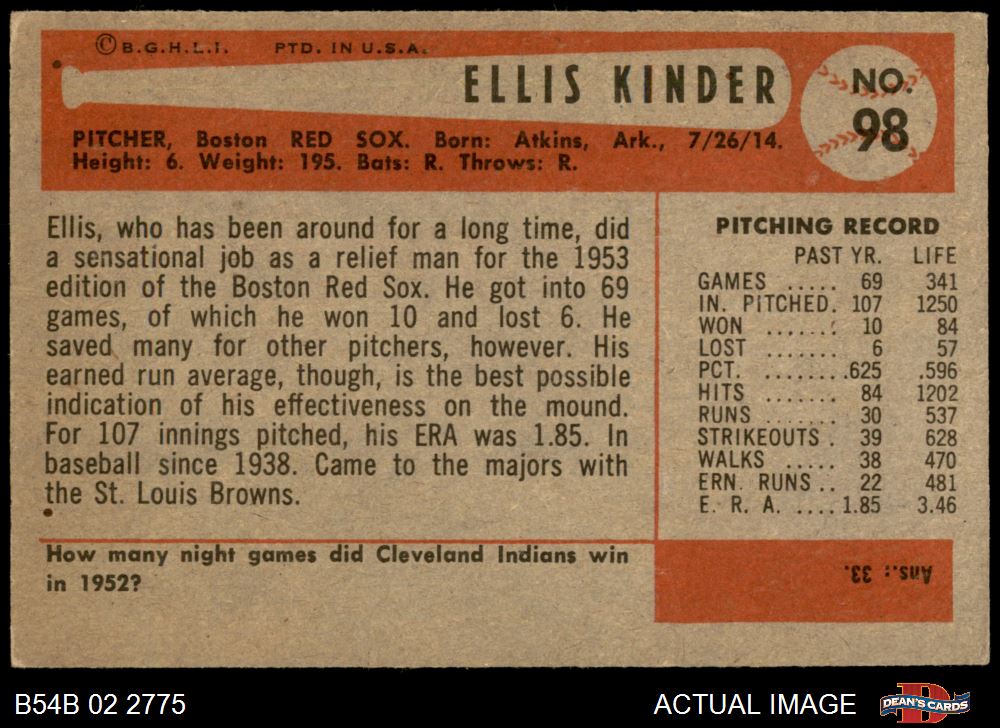 ©B.G.H.L.I. PTD. IN U.S.A.
ELLIS KINDER
NO.
98
PITCHER, Boston RED SOX. Born: Atkins, Ark., 7/26/14.
Height: 6. Weight: 195. Bats: R. Throws: R.
Ellis, who has been around for a long time, did
a sensational job as a relief man for the 1953
edition of the Boston Red Sox. He got into 69
games, of which he won 10 and lost 6. He
saved many for other pitchers, however. His
earned run average, though, is the best possible
indication of his effectiveness on the mound.
For 107 innings pitched, his ERA was 1.85. In
baseball since 1938. Came to the majors with
the St. Louis Browns.
PITCHING RECORD
PAST YR. LIFE
GAMES ..... 69 341
IN. PITCHED. 107 1250
WON ...... 10 84
LOST ...... 6 57
PCT. ........ .625 .596
HITS ....... 84 1202
RUNS ....... 30 537
STRIKEOUTS . 39 628
WALKS ..... 38 470
ERN. RUNS .. 22 481
E. R. A. .... 1.85 3.46
How many night games did Cleveland Indians win
in 1952?
Ans.: 33.
B54B 02 2775
ACTUAL IMAGE
D
DEAN'S CARDS